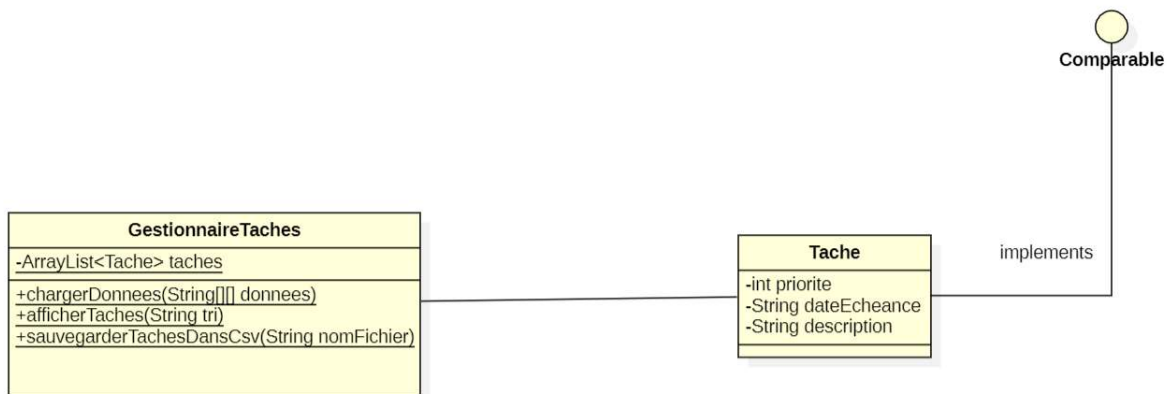 Comparable
GestionnaireTaches
-ArrayList<Tache> taches
+chargerDonnees(String[][] donnees)
+afficherTaches(String tri)
+sauvegarderTachesDansCsv(String nomFichier)
Tache
-int priorite
-String dateEcheance
-String description
implements